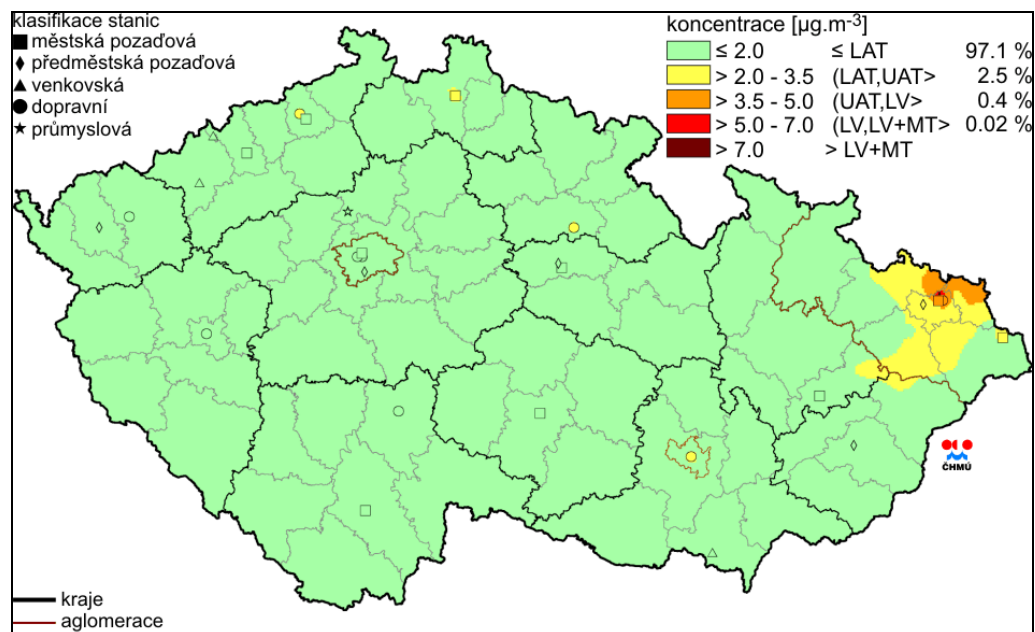 klasifikace stanic
městská pozaďová
předměstská pozaďová
venkovská
dopravní
průmyslová
koncentrace [µg.m-3]
≤ 2.0 ≤ LAT 97.1 %
> 2.0 - 3.5 (LAT,UAT> 2.5 %
> 3.5 - 5.0 (UAT,LV> 0.4 %
> 5.0 - 7.0 (LV,LV+MT> 0.02 %
> 7.0 > LV+MT
ČHMÚ
kraje
aglomerace